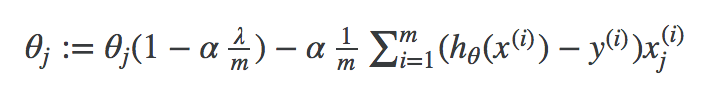 θⱼ := θⱼ(1 − α λ/m) − α 1/m ∑ᵢ₌₁ᵐ (h_θ(x⁽ⁱ⁾) − y⁽ⁱ⁾)xⱼ⁽ⁱ⁾